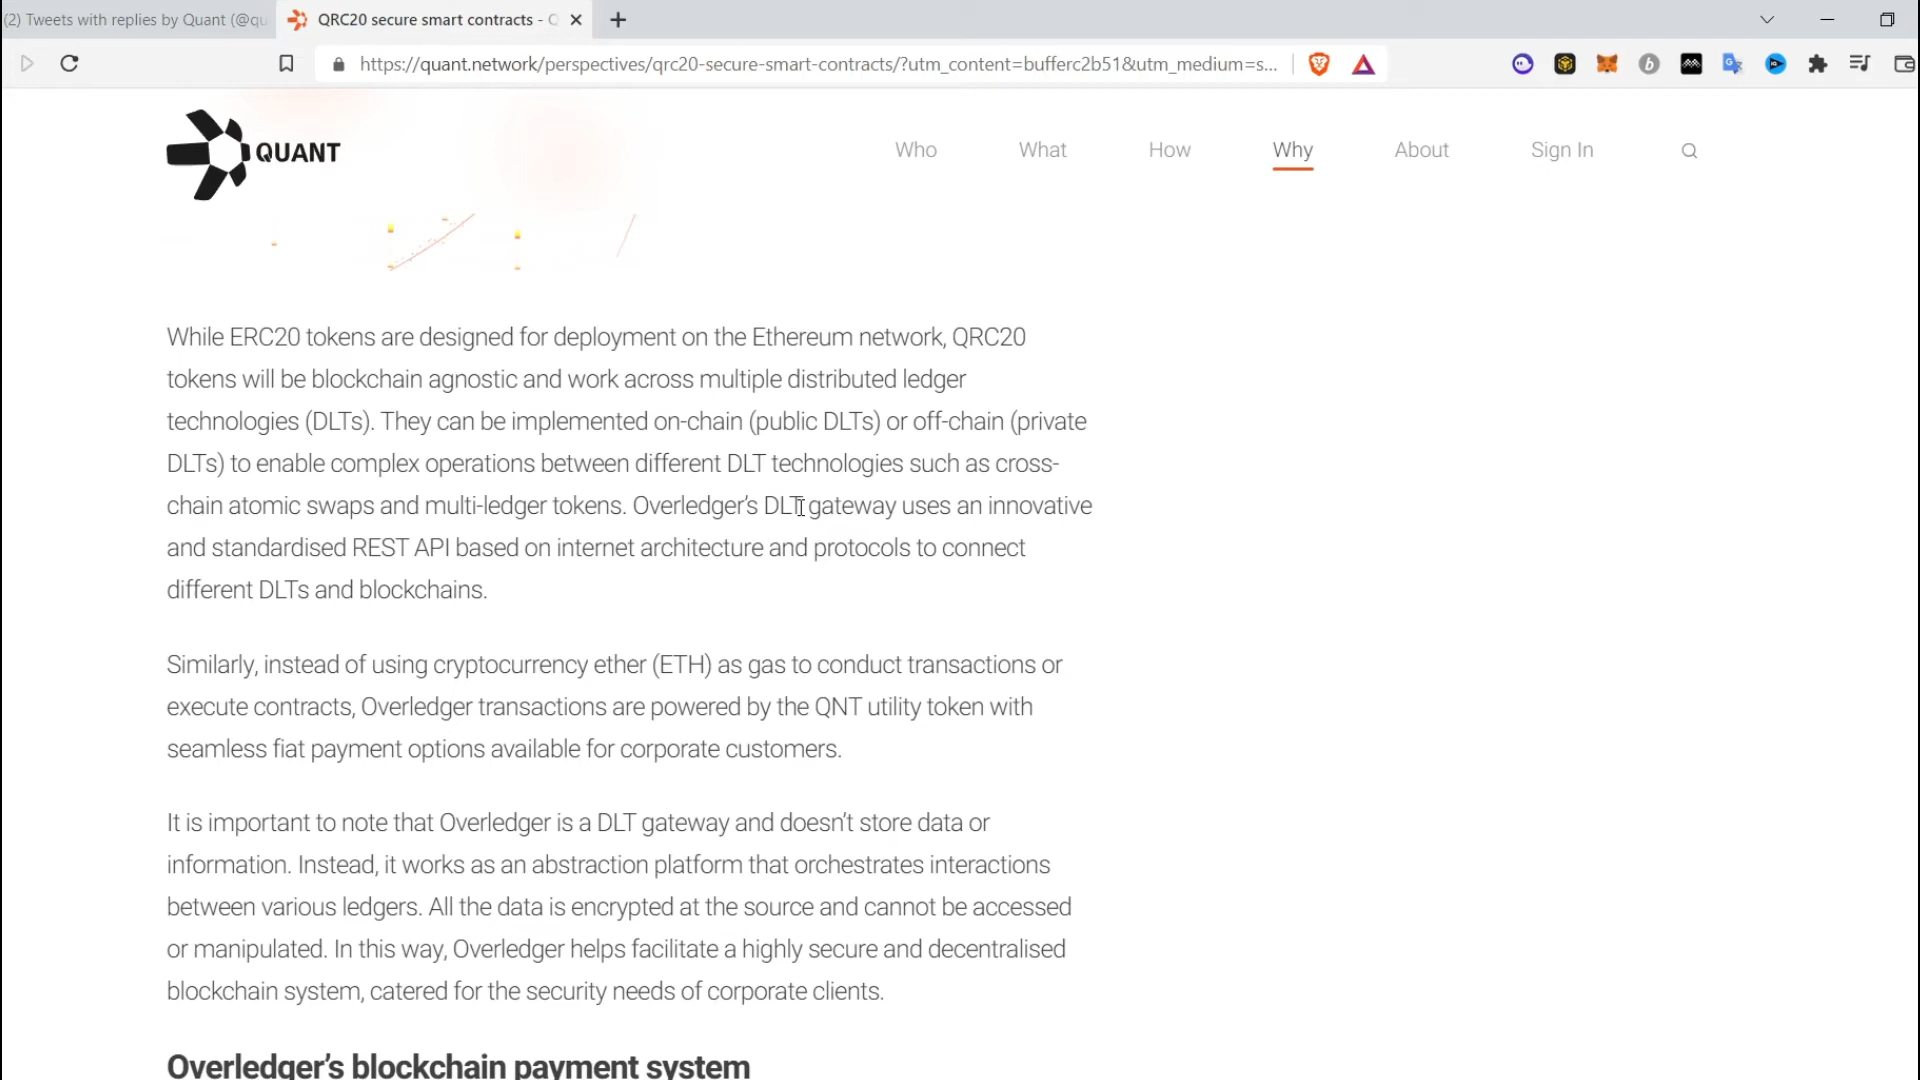 (2) Tweets with replies by Quant (@qu
QRC20 secure smart contracts -
https://quant.network/perspectives/qrc20-secure-smart-contracts/?utm_content=bufferc2b51&utm_medium=s...
QUANT
Who
What
How
Why
About
Sign In
While ERC20 tokens are designed for deployment on the Ethereum network, QRC20
tokens will be blockchain agnostic and work across multiple distributed ledger
technologies (DLTs). They can be implemented on-chain (public DLTs) or off-chain (private
DLTs) to enable complex operations between different DLT technologies such as cross-
chain atomic swaps and multi-ledger tokens. Overledger’s DLT gateway uses an innovative
and standardised REST API based on internet architecture and protocols to connect
different DLTs and blockchains.
Similarly, instead of using cryptocurrency ether (ETH) as gas to conduct transactions or
execute contracts, Overledger transactions are powered by the QNT utility token with
seamless fiat payment options available for corporate customers.
It is important to note that Overledger is a DLT gateway and doesn’t store data or
information. Instead, it works as an abstraction platform that orchestrates interactions
between various ledgers. All the data is encrypted at the source and cannot be accessed
or manipulated. In this way, Overledger helps facilitate a highly secure and decentralised
blockchain system, catered for the security needs of corporate clients.
Overledger’s blockchain payment system